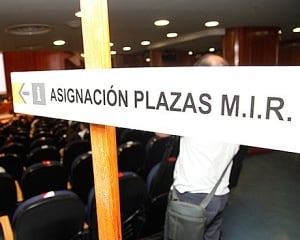 i ASIGNACIÓN PLAZAS M.I.R.